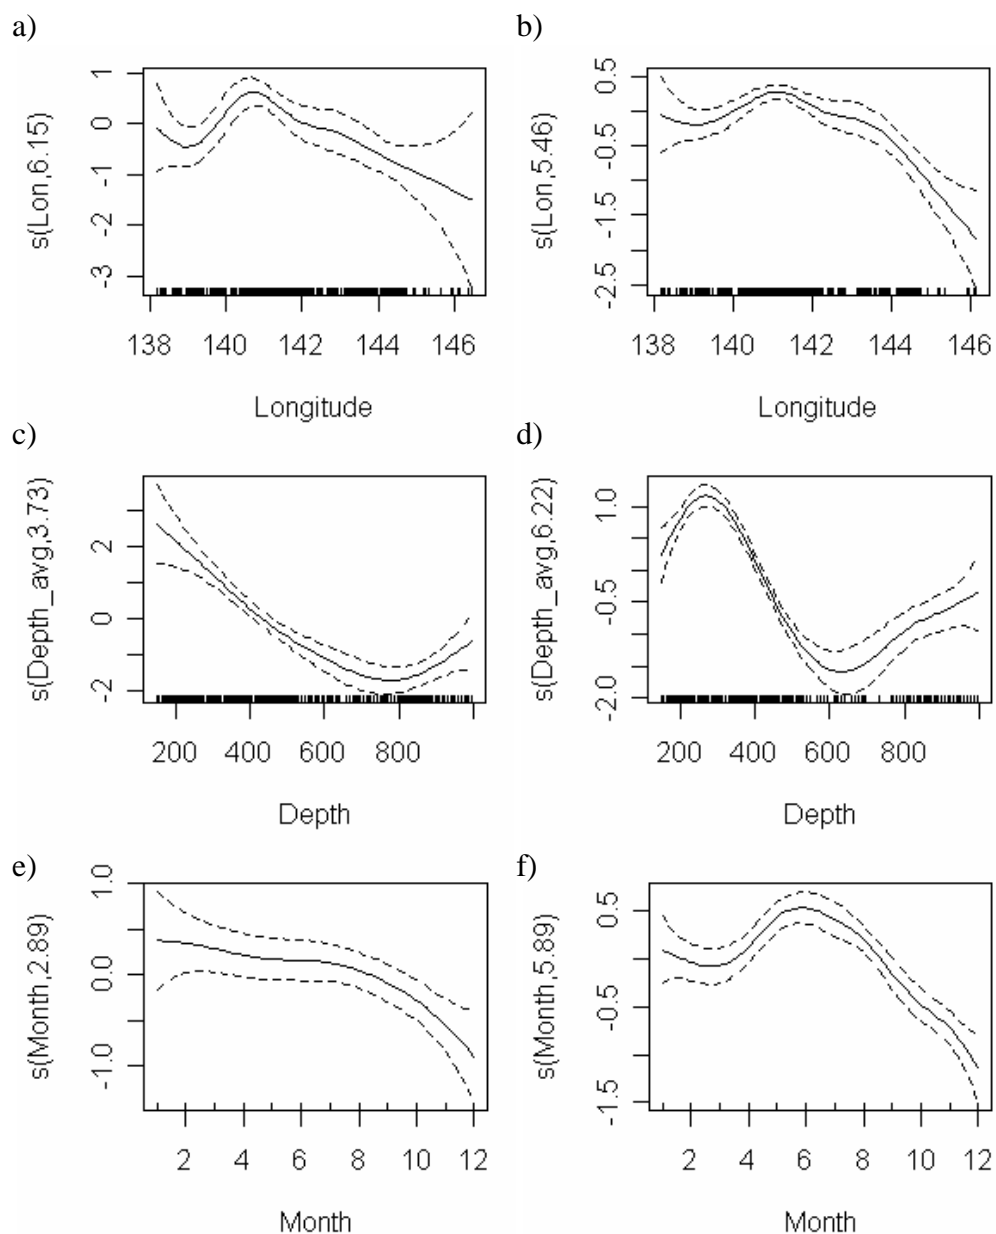 a)
b)
s(Lon,6.15)
1
0
-1
-2
-3
138 140 142 144 146
Longitude
s(Lon,5.46)
0.5
-0.5
-1.5
-2.5
138 140 142 144 146
Longitude
c)
d)
s(Depth_avg,3.73)
2
0
2
200 400 600 800
Depth
s(Depth_avg,6.22)
1.0
-0.5
-2.0
200 400 600 800
Depth
e)
f)
s(Month,2.89)
1.0
0.0
-1.0
2 4 6 8 10 12
Month
s(Month,5.89)
0.5
-0.5
-1.5
2 4 6 8 10 12
Month